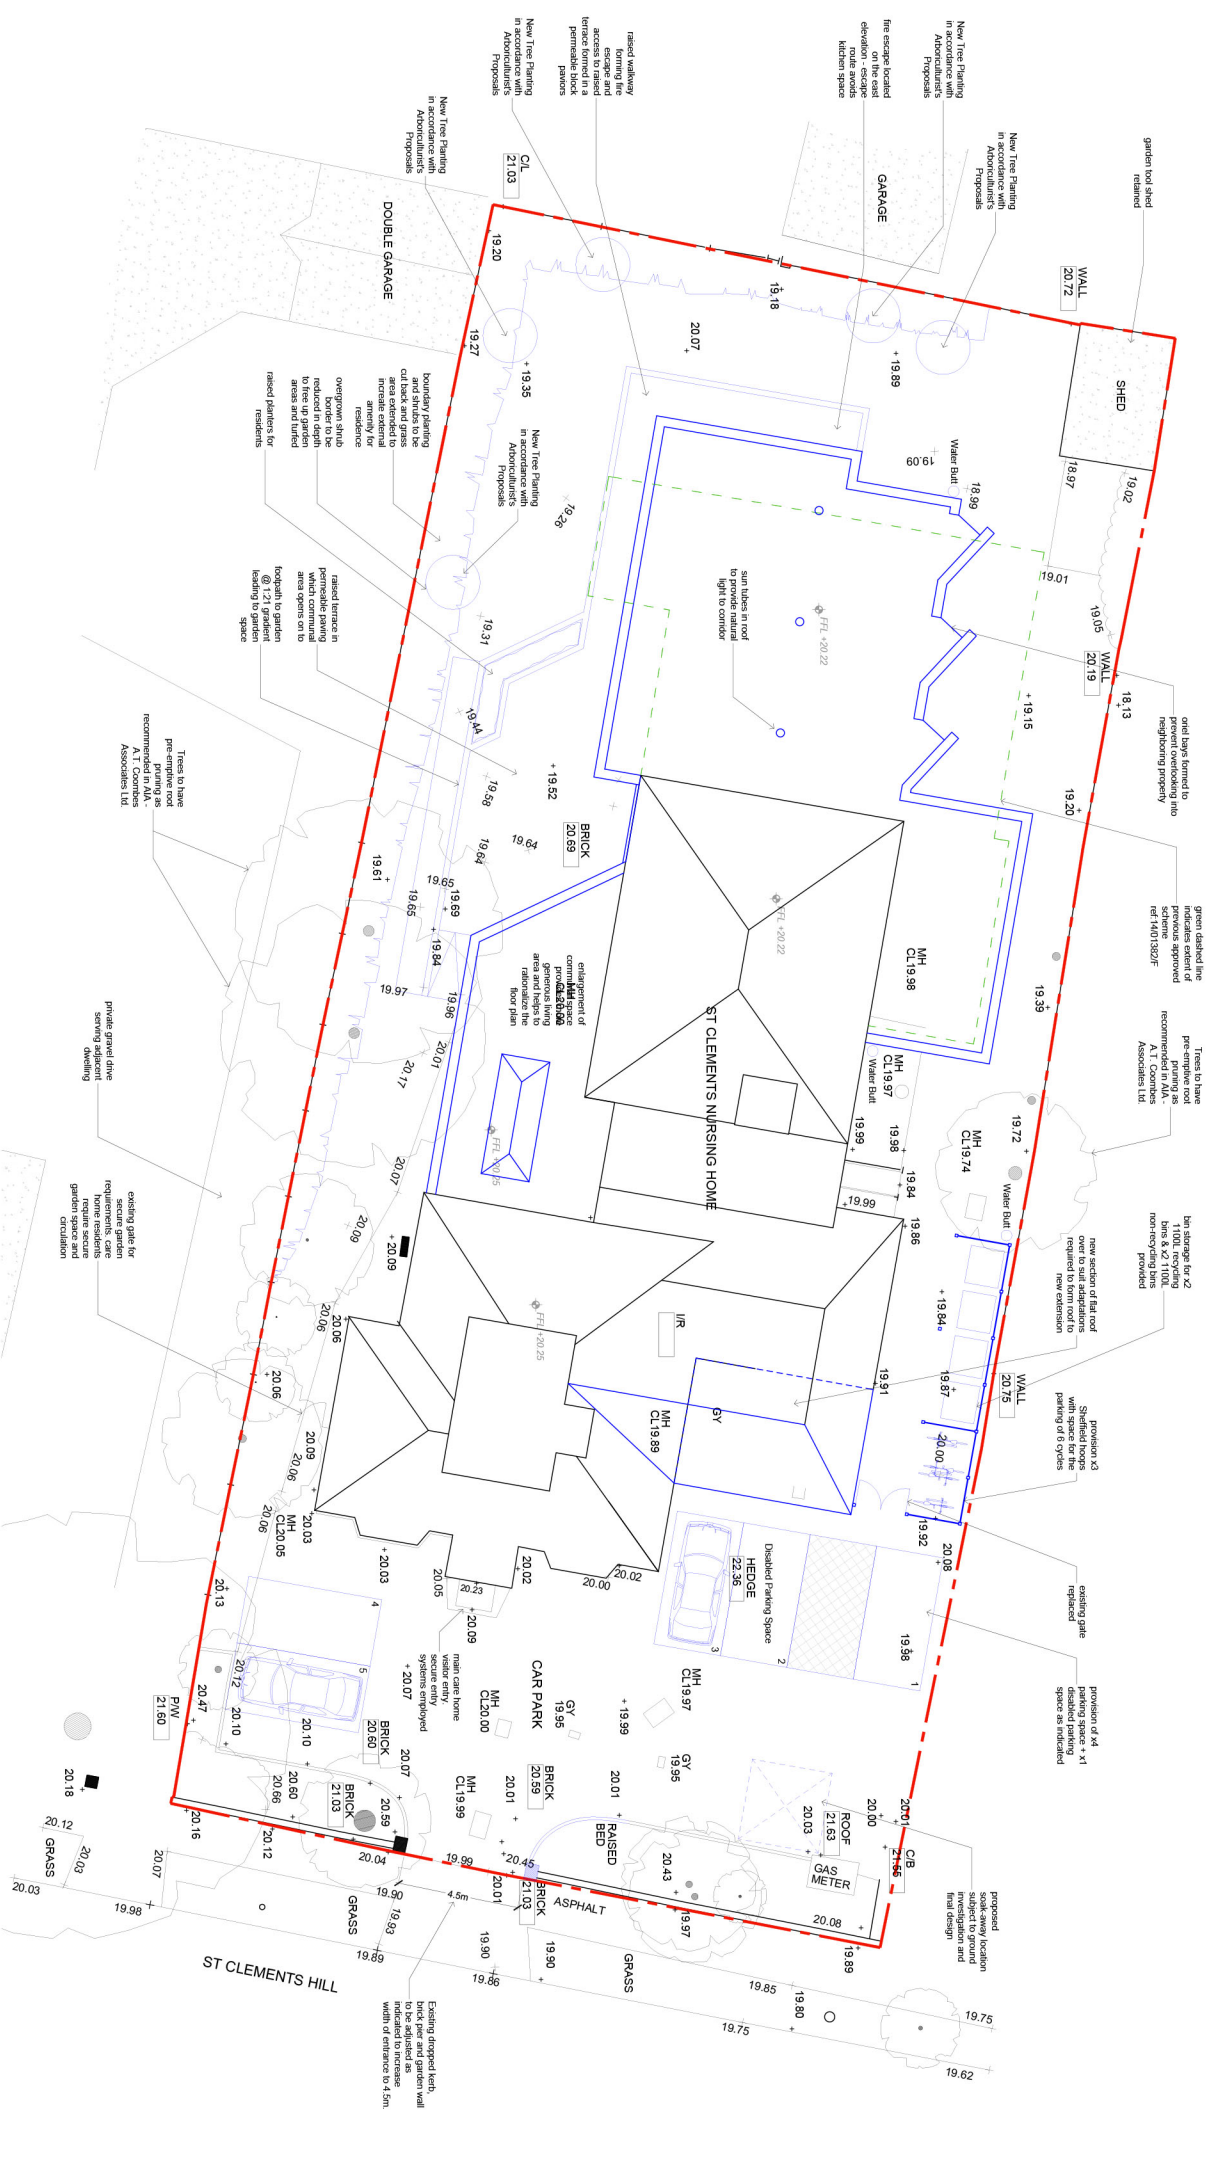 garden tool shed
retained
New Tree Planting
in accordance with
Arboriculturist's
Proposals
New Tree Planting
in accordance with
Arboriculturist's
Proposals
fire escape located
on the east
elevation - escape
route avoids
kitchen space
raised walkway
forming fire
escape and
access to raised
terrace formed in a
permeable block
paviors
New Tree Planting
in accordance with
Arboriculturist's
Proposals
New Tree Planting
in accordance with
Arboriculturist's
Proposals
GARAGE
DOUBLE GARAGE
C/L
21.03
WALL
20.72
SHED
19.20
19.27
19.18
20.07
19.89
19.35
19.09
Water Butt
18.99
18.97
19.02
19.01
19.05
WALL
20.19
18.13
19.15
19.20
19.26
19.31
19.44
19.52
19.58
19.64
19.64
19.65
19.65
19.69
19.61
19.84
19.97
19.96
20.01
20.17
20.07
20.09
boundary planting
and shrubs to be
cut back and grass
area extended to
increate external
amenity for
residence
overgrown shrub
border to be
reduced in depth
to free up garden
areas and turfed
raised planters for
residents
New Tree Planting
in accordance with
Arboriculturist's
Proposals
raised terrace in
permeable paving
which communal
area opens on to
footpath to garden
@ 1:21 gradient
leading to garden
space
sun tubes in roof
to provide natural
light to corridor
FFL +20.22
oriel bays formed to
prevent overlooking into
neighboring property
green dashed line
indicates extent of
previous approved
scheme
ref:14/01382/F
Trees to have
pre-emptive root
pruning as
recommended in AIA -
A.T. Coombes
Associates Ltd.
Trees to have
pre-emptive root
pruning as
recommended in AIA -
A.T. Coombes
Associates Ltd.
BRICK
20.69
FFL +20.22
MH
CL19.98
ST CLEMENTS NURSING HOME
enlargement of
communal space
generous living
area and helps to
rationalize the
floor plan
MH
CL19.97
Water Butt
19.39
19.72
MH
CL19.74
Water Butt
19.99
19.98
19.84
19.99
19.86
FFL +20.25
FFL +20.25
private gravel drive
serving adjacent
dwelling
existing gate for
secure garden
requirements. care
home residents
require secure
garden space and
circulation
bin storage for x2
1100L recycling
bins & x2 1100L
non-recycling bins
provided
new section of flat roof
over to suit adaptations
required to form roof to
new extension
provision x3
Sheffield hoops
with space for the
parking of 6 cycles
WALL
20.75
19.84
19.87
19.91
20.00
19.92
20.08
20.09
20.06
20.06
20.06
20.09
20.06
20.06
20.03
MH
CL20.05
I/R
GY
MH
CL19.89
20.03
20.05
20.23
20.02
20.00
20.02
20.09
HEDGE
22.36
Disabled Parking Space
1
2
3
4
5
existing gate
replaced
provision of x4
parking space + x1
disabled parking
space as indicated
19.98
MH
CL19.97
CAR PARK
main care home
visitor entry.
secure entry
systems employed
MH
CL20.00
GY
19.95
19.99
GY
19.95
20.13
20.12
20.10
20.47
P/W
21.60
20.07
BRICK
20.60
20.10
20.07
BRICK
21.03
20.59
20.60
20.66
20.16
20.12
20.04
20.18
MH
CL19.99
20.01
BRICK
20.59
20.01
RAISED
BED
20.03
ROOF
21.63
20.00
20.01
C/B
21.55
GAS
METER
proposed
soak-away location
subject to ground
investigation and
final design
20.43
20.08
19.97
19.89
19.99
20.45
20.01
BRICK
21.03
ASPHALT
19.90
4.5m
19.93
19.89
19.90
19.86
19.90
GRASS
GRASS
GRASS
20.12
20.03
20.03
20.07
19.98
19.85
19.80
19.75
19.75
19.62
ST CLEMENTS HILL
Existing dropped kerb,
brick pier and garden wall
to be adjusted as
indicated to increase
width of entrance to 4.5m.